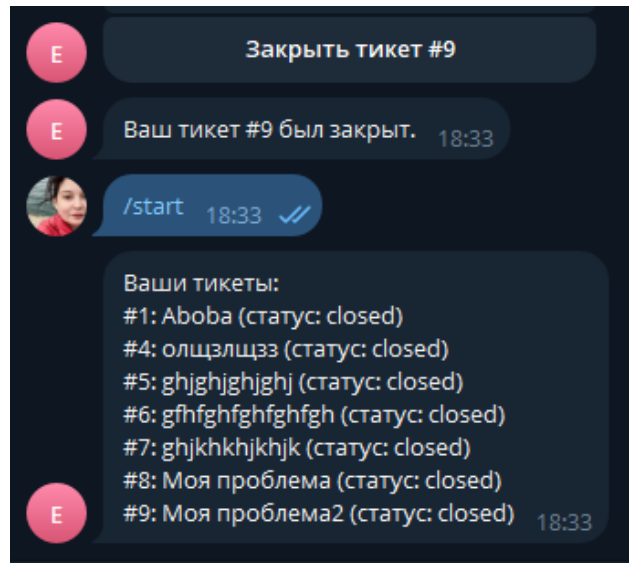 E
Закрыть тикет #9
E
Ваш тикет #9 был закрыт. 18:33
/start 18:33
Ваши тикеты:
#1: Aboba (статус: closed)
#4: олщзлщзз (статус: closed)
#5: ghjghjghjghj (статус: closed)
#6: gfhfghfghfghfgh (статус: closed)
#7: ghjkhkhjkhjk (статус: closed)
#8: Моя проблема (статус: closed)
E
#9: Моя проблема2 (статус: closed) 18:33